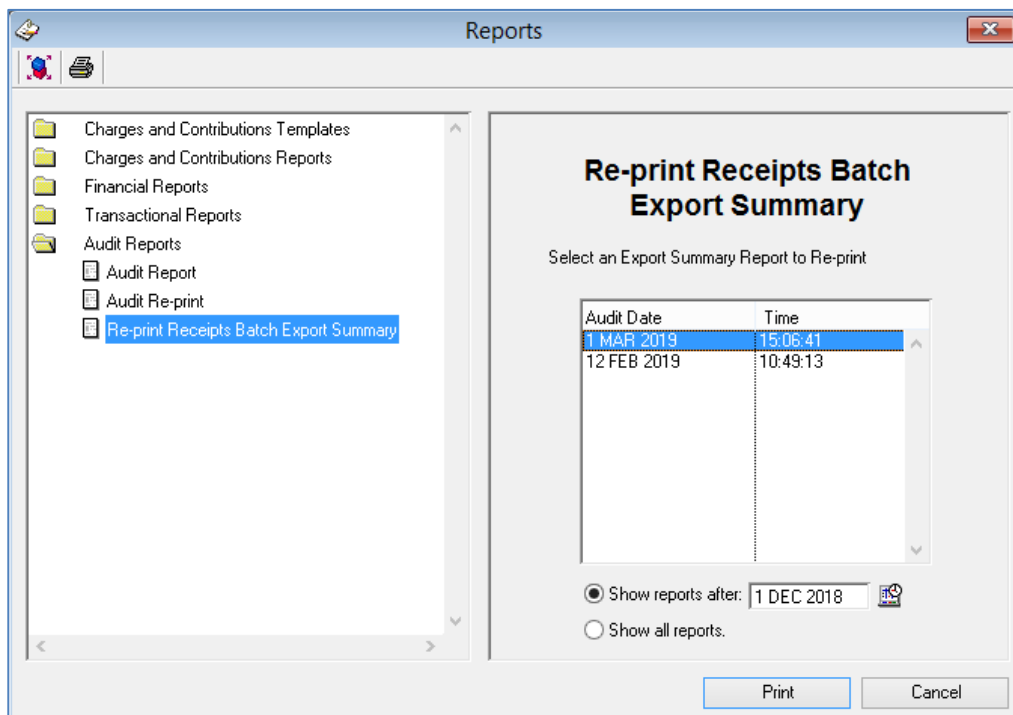 Reports
Charges and Contributions Templates
Charges and Contributions Reports
Financial Reports
Transactional Reports
Audit Reports
Audit Report
Audit Re-print
Re-print Receipts Batch Export Summary
Re-print Receipts Batch
Export Summary
Select an Export Summary Report to Re-print
Audit Date Time
1 MAR 2019 15:06:41
12 FEB 2019 10:49:13
Show reports after: 1 DEC 2018
Show all reports.
Print Cancel